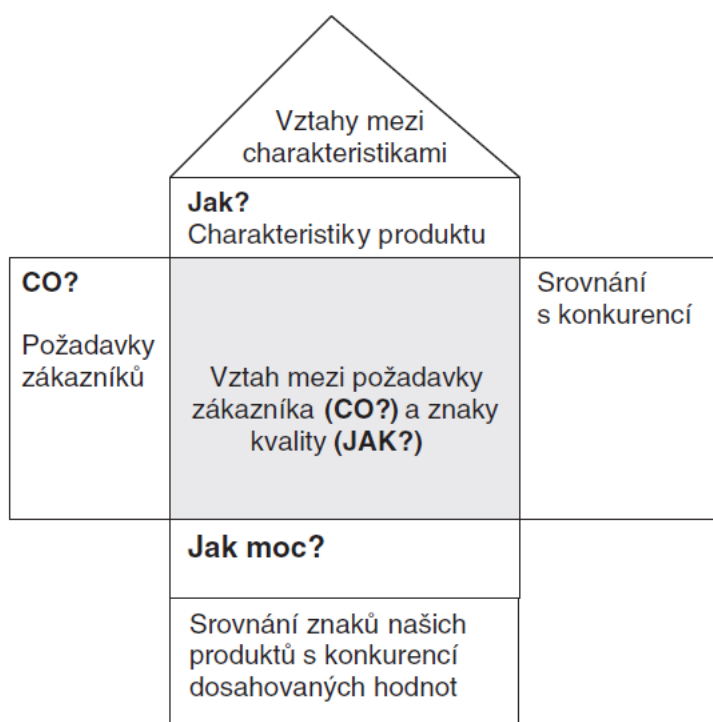 Vztahy mezi
charakteristikami
Jak?
Charakteristiky produktu
CO?
Požadavky
zákazníků
Vztah mezi požadavky
zákazníka (CO?) a znaky
kvality (JAK?)
Srovnání
s konkurencí
Jak moc?
Srovnání znaků našich
produktů s konkurencí
dosahovaných hodnot